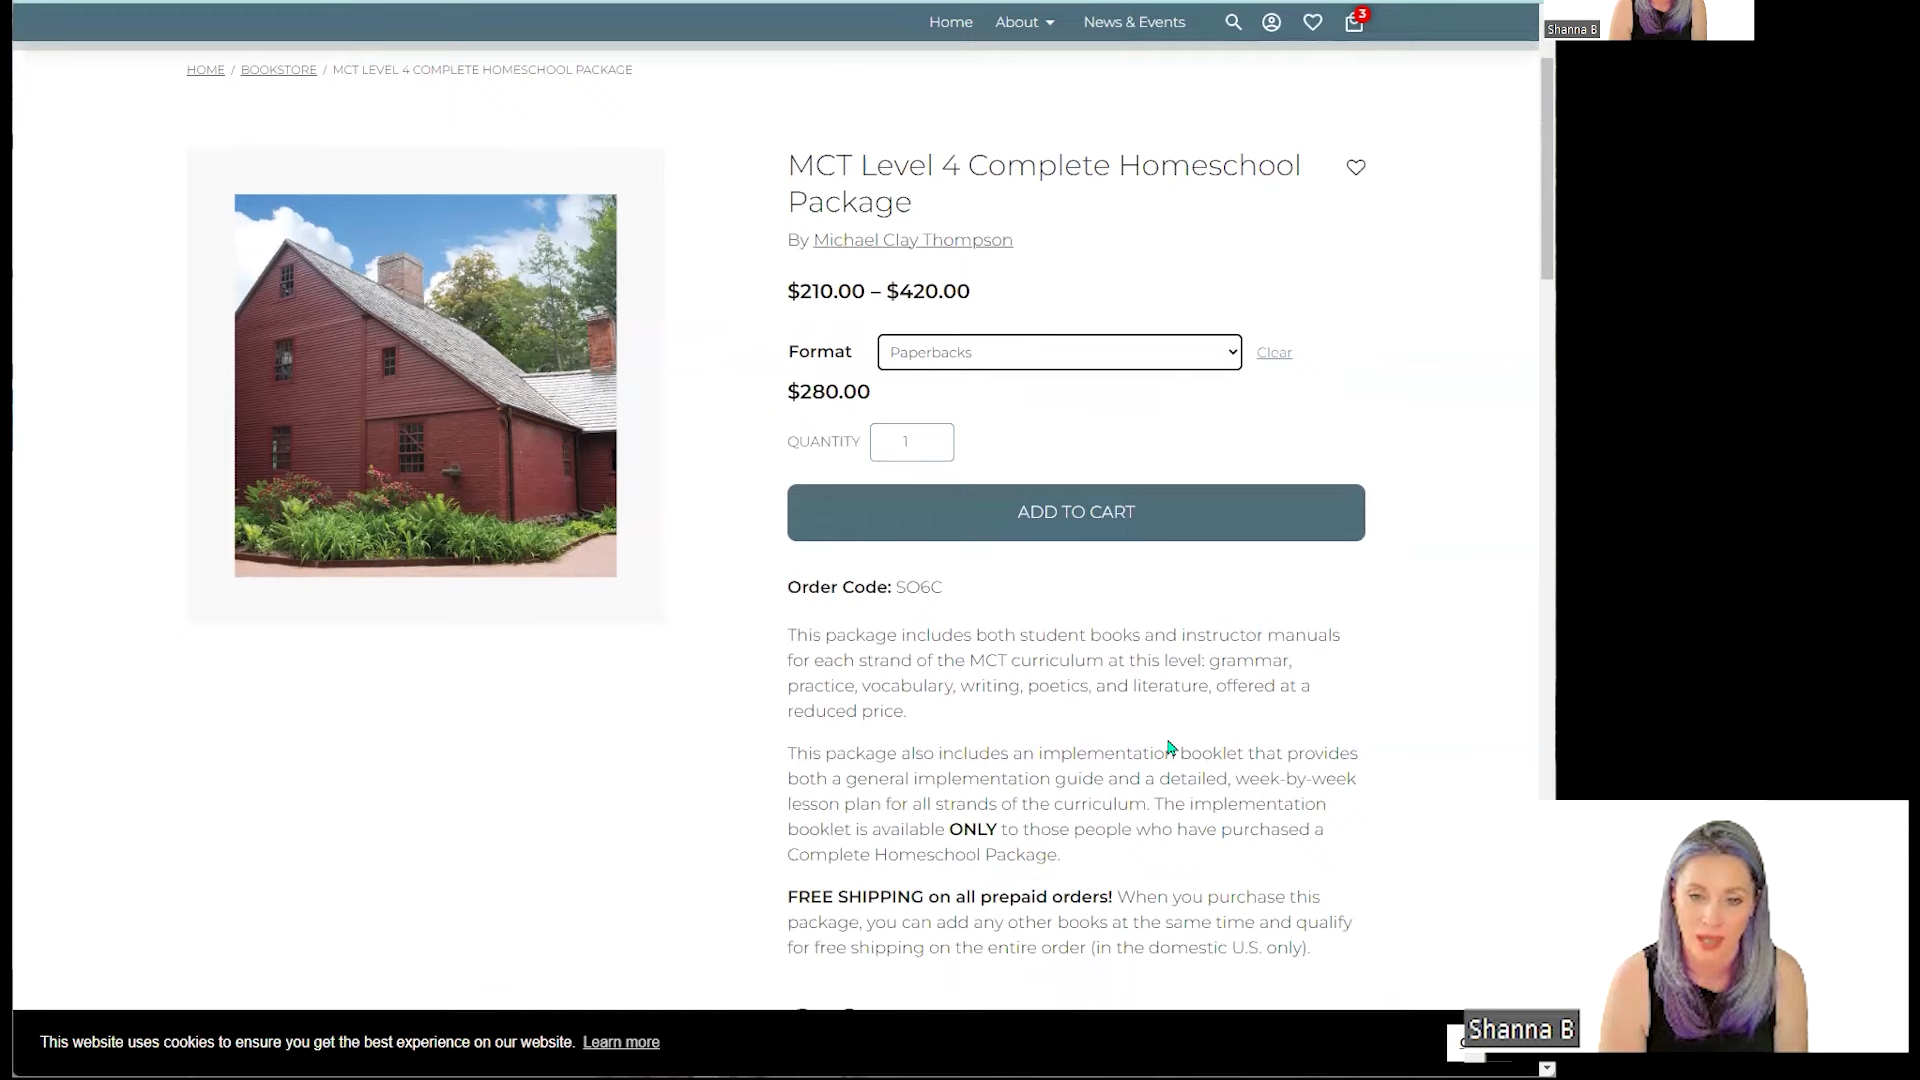 Home About News & Events 3
Shanna B
HOME / BOOKSTORE / MCT LEVEL 4 COMPLETE HOMESCHOOL PACKAGE
MCT Level 4 Complete Homeschool
Package
By Michael Clay Thompson
$210.00 – $420.00
Format Paperbacks Clear
$280.00
QUANTITY 1
ADD TO CART
Order Code: SO6C
This package includes both student books and instructor manuals
for each strand of the MCT curriculum at this level: grammar,
practice, vocabulary, writing, poetics, and literature, offered at a
reduced price.
This package also includes an implementation booklet that provides
both a general implementation guide and a detailed, week-by-week
lesson plan for all strands of the curriculum. The implementation
booklet is available ONLY to those people who have purchased a
Complete Homeschool Package.
FREE SHIPPING on all prepaid orders! When you purchase this
package, you can add any other books at the same time and qualify
for free shipping on the entire order (in the domestic U.S. only).
This website uses cookies to ensure you get the best experience on our website. Learn more
Shanna B